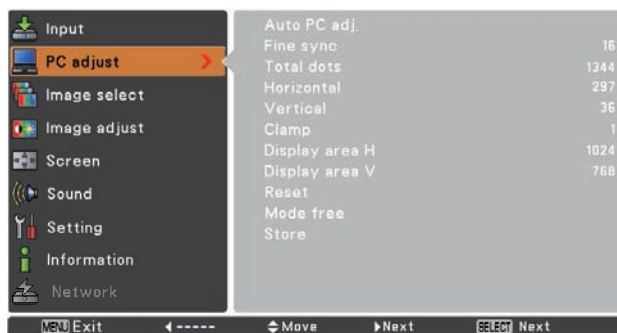 Input
PC adjust
Image select
Image adjust
Screen
Sound
Setting
Information
Network
Auto PC adj.
Fine sync 16
Total dots 1344
Horizontal 297
Vertical 36
Clamp 1
Display area H 1024
Display area V 768
Reset
Mode free
Store
MENU Exit ◀ ----- ◆ Move ▶ Next SELECT Next